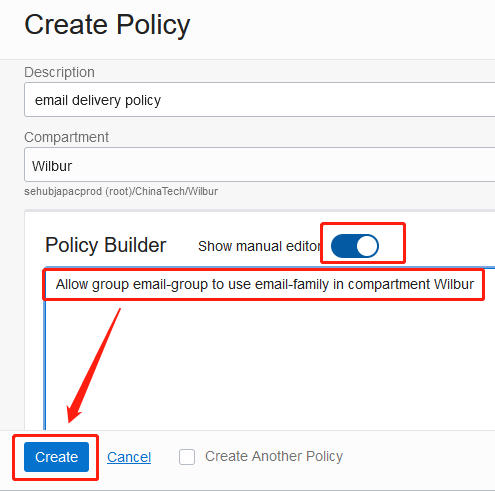 Create Policy
Description
email delivery policy
Compartment
Wilbur
sehubjapacprod (root)/ChinaTech/Wilbur
Policy Builder
Show manual editor
Allow group email-group to use email-family in compartment Wilbur
Create
Cancel
Create Another Policy